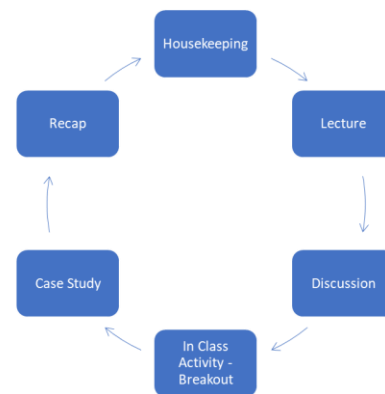 Housekeeping
Lecture
Discussion
In Class
Activity -
Breakout
Case Study
Recap